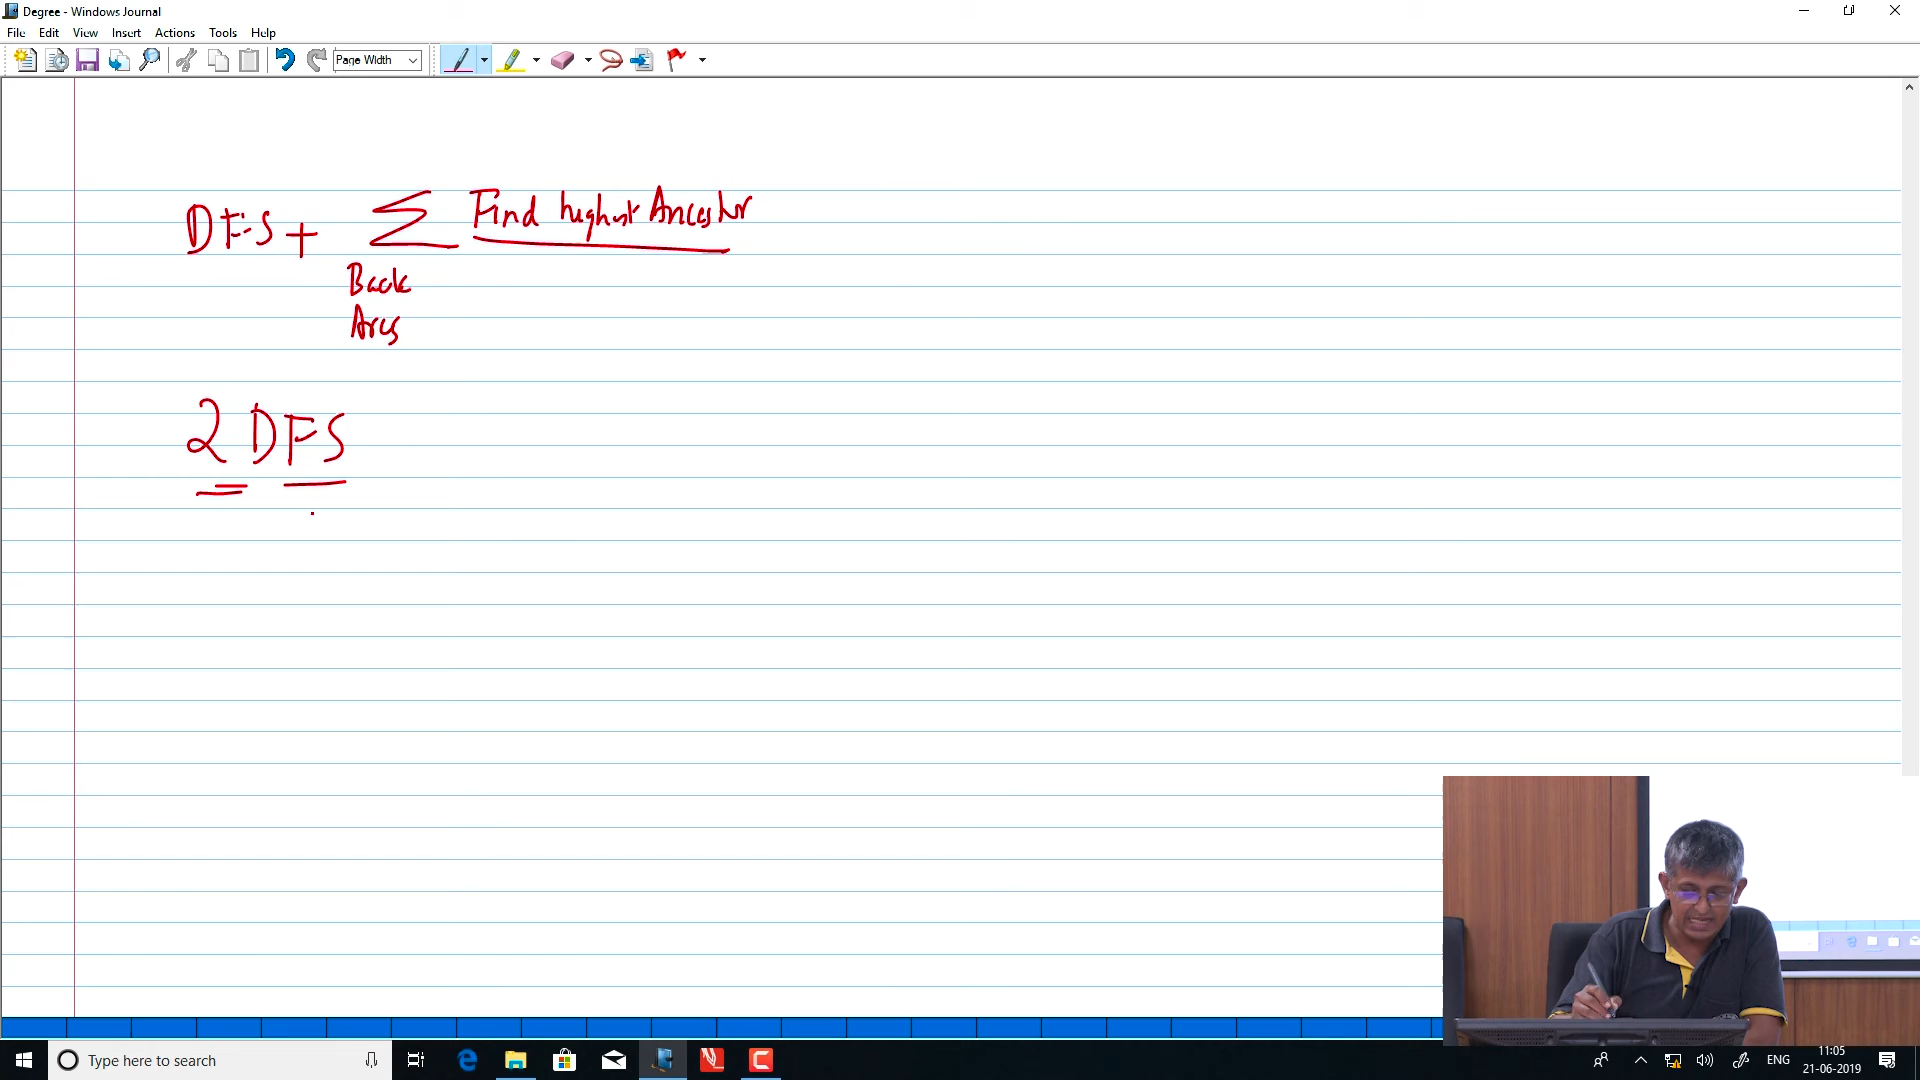 Degree - Windows Journal
File Edit View Insert Actions Tools Help
Page Width
DFS + Σ Find highest Ancestor
Back
Arcs
2 DFS
Type here to search
ENG
11:05
21-06-2019